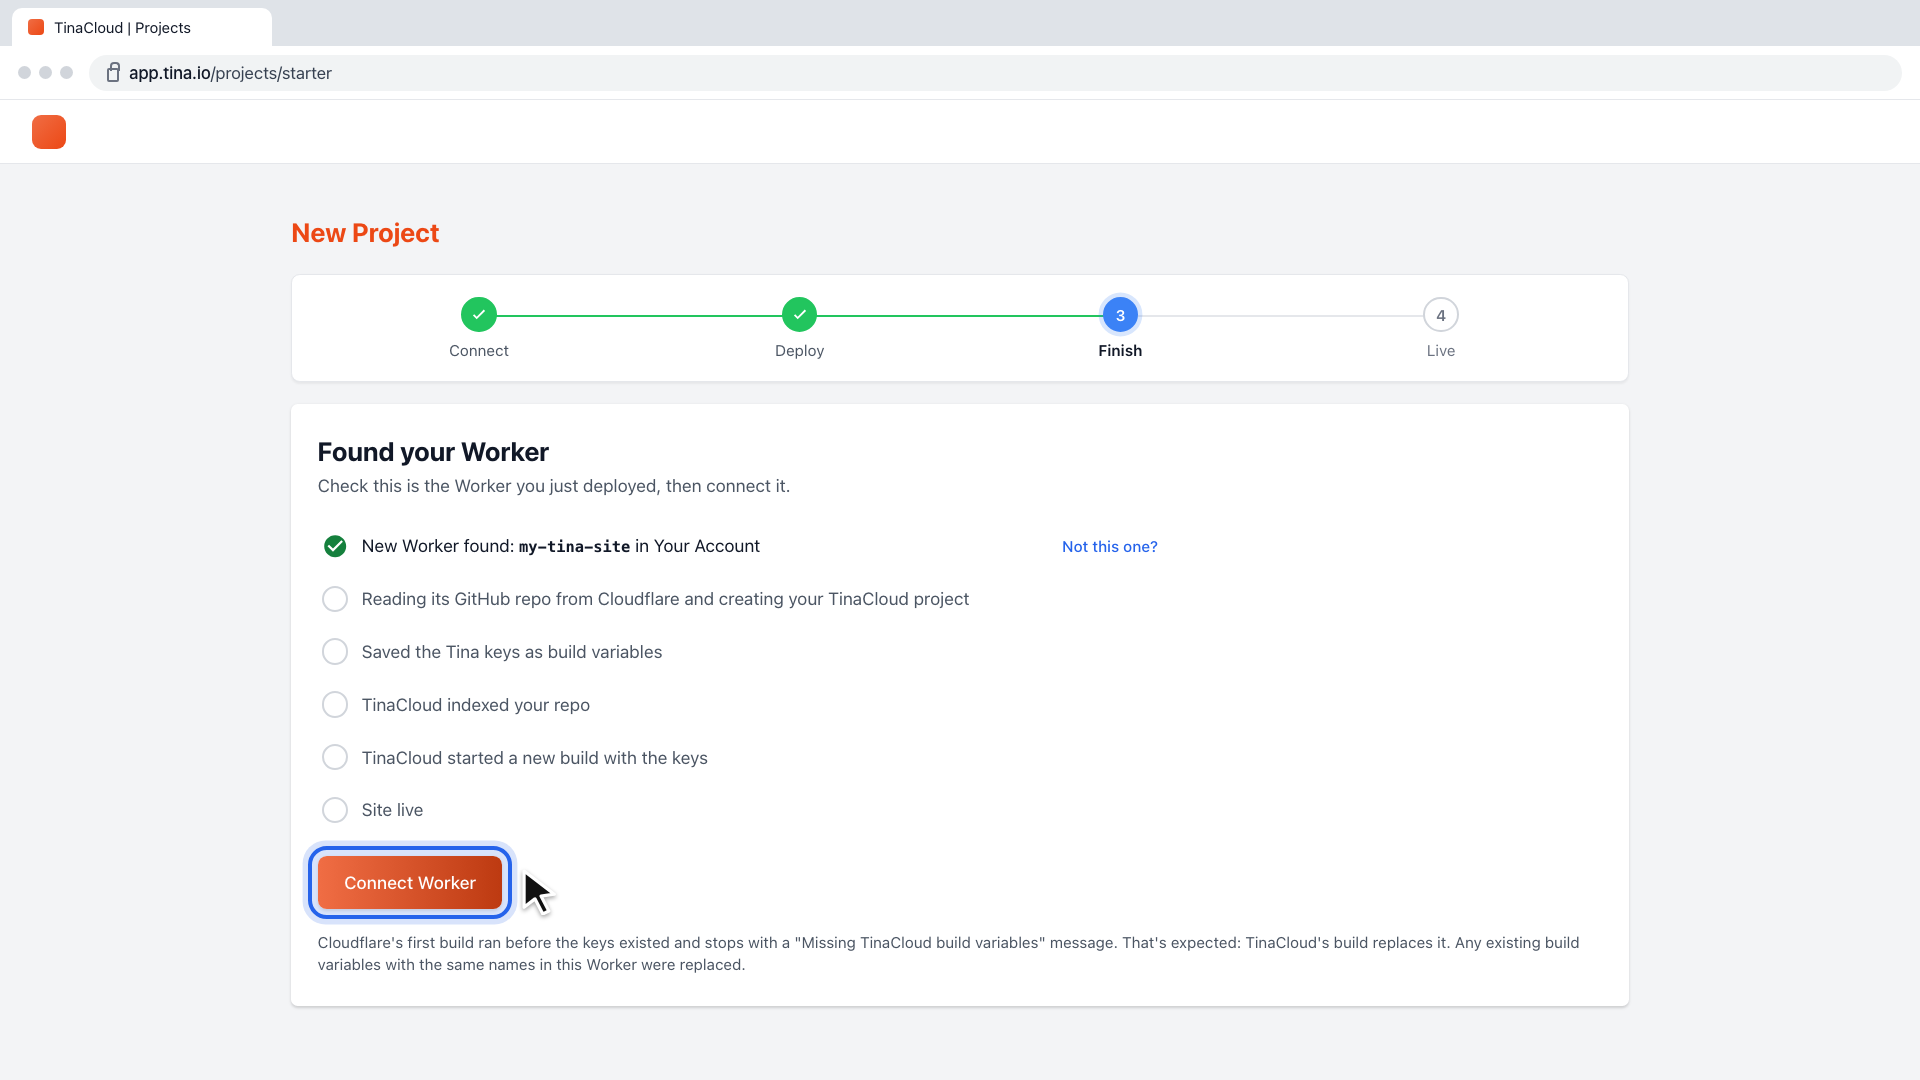 TinaCloud | Projects
app.tina.io/projects/starter
New Project
3
4
Connect
Deploy
Finish
Live
Found your Worker
Check this is the Worker you just deployed, then connect it.
New Worker found: my-tina-site in Your Account
Not this one?
Reading its GitHub repo from Cloudflare and creating your TinaCloud project
Saved the Tina keys as build variables
TinaCloud indexed your repo
TinaCloud started a new build with the keys
Site live
Connect Worker
Cloudflare's first build ran before the keys existed and stops with a "Missing TinaCloud build variables" message. That's expected: TinaCloud's build replaces it. Any existing build
variables with the same names in this Worker were replaced.